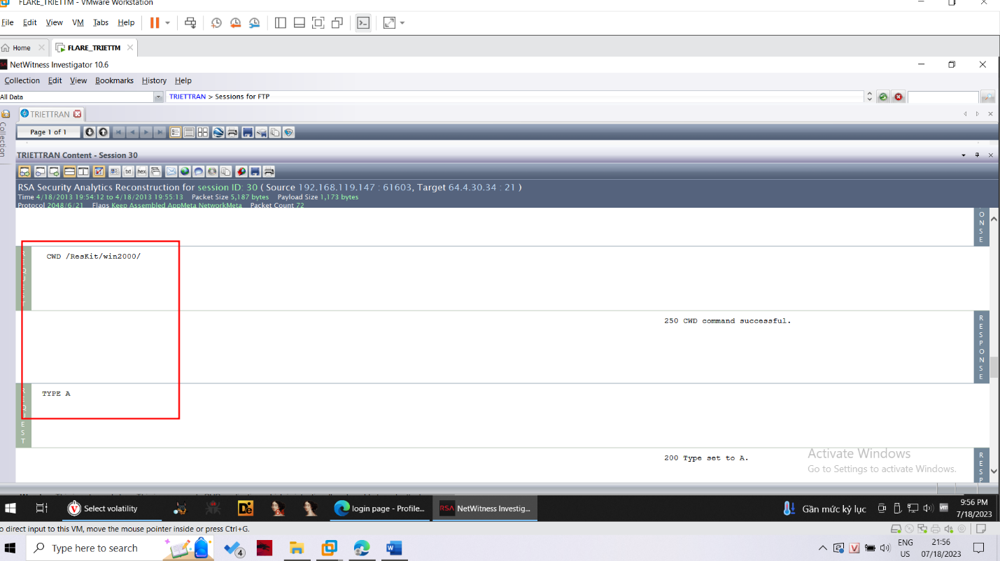 FLARE_TRIETTM - VMware Workstation
File Edit View VM Tabs Help
Home
FLARE_TRIETTM
NetWitness Investigator 10.6
Collection Edit View Bookmarks History Help
All Data
TRIETTRAN > Sessions for FTP
TRIETTRAN
Collection
Page 1 of 1
TRIETTRAN Content - Session 30
txt
hex
RSA Security Analytics Reconstruction for session ID: 30 ( Source 192.168.119.147 : 61603, Target 64.4.30.34 : 21 )
Time 4/18/2013 19:54:12 to 4/18/2013 19:55:13 Packet Size 5,187 bytes Payload Size 1,173 bytes
Protocol 2048/6/21 Flags Keep Assembled AppMeta NetworkMeta Packet Count 72
ONSE
REQUEST
CWD /ResKit/win2000/
250 CWD command successful.
RESPONSE
REQUEST
TYPE A
200 Type set to A.
RESP
Activate Windows
Go to Settings to activate Windows.
Select volatility
De
login page - Profile...
RSA
NetWitness Investig...
Gần mức kỷ lục
vm
9:56 PM
7/18/2023
o direct input to this VM, move the mouse pointer inside or press Ctrl+G.
Type here to search
4
W
V
ENG
US
21:56
07/18/2023